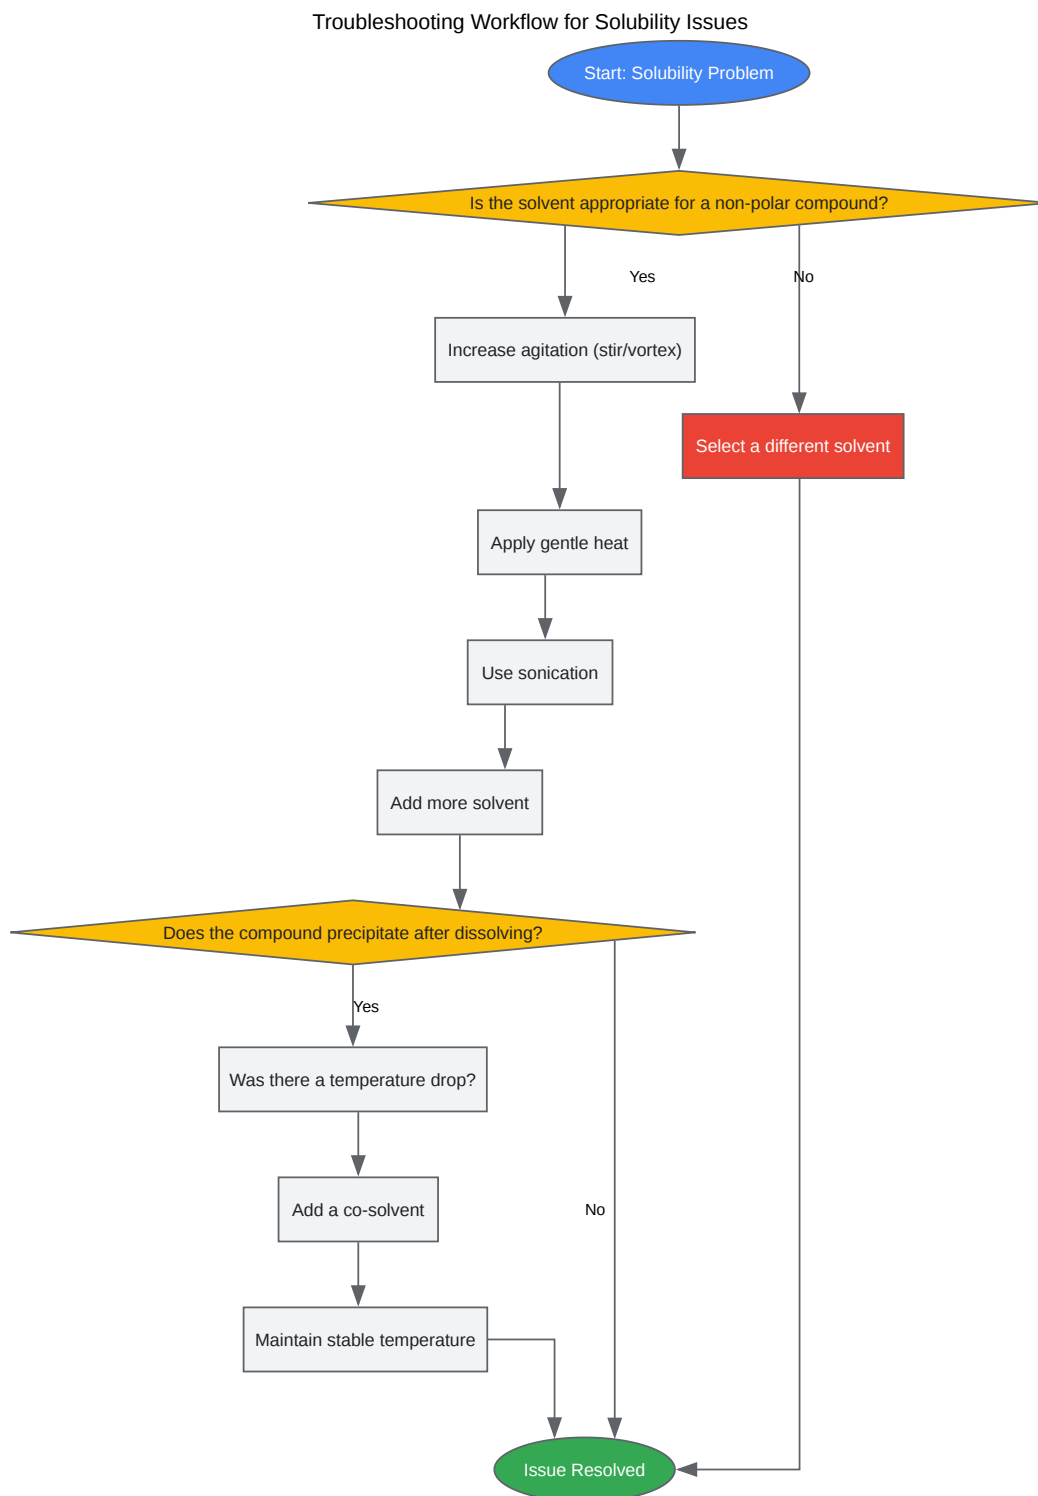 Troubleshooting Workflow for Solubility Issues
Start: Solubility Problem
Is the solvent appropriate for a non-polar compound?
Yes
No
Increase agitation (stir/vortex)
Select a different solvent
Apply gentle heat
Use sonication
Add more solvent
Does the compound precipitate after dissolving?
Yes
Was there a temperature drop?
Add a co-solvent
No
Maintain stable temperature
Issue Resolved